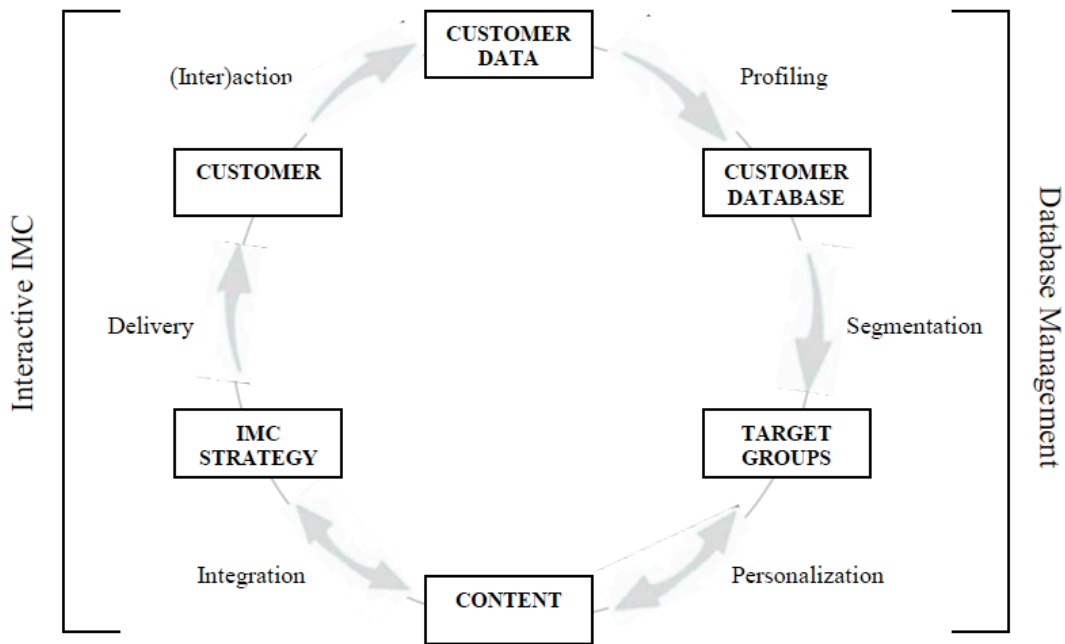 CUSTOMER
DATA
(Inter)action
Profiling
CUSTOMER
CUSTOMER
DATABASE
Interactive IMC
Database Management
Delivery
Segmentation
IMC
STRATEGY
TARGET
GROUPS
Integration
Personalization
CONTENT